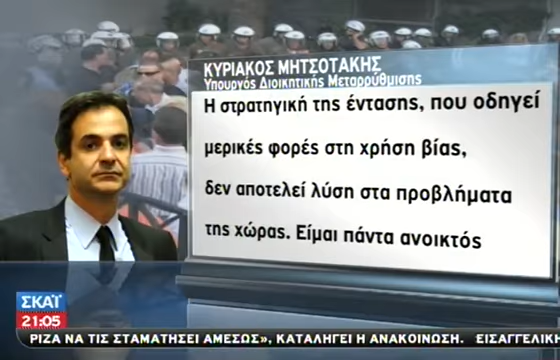 ΚΥΡΙΑΚΟΣ ΜΗΤΣΟΤΑΚΗΣ
Υπουργός Διοικητικής Μεταρρύθμισης
Η στρατηγική της έντασης, που οδηγεί
μερικές φορές στη χρήση βίας,
δεν αποτελεί λύση στα προβλήματα
της χώρας. Είμαι πάντα ανοικτός
ΣΚΑΪ
21:05
ΡΙΖΑ ΝΑ ΤΙΣ ΣΤΑΜΑΤΗΣΕΙ ΑΜΕΣΩΣ», ΚΑΤΑΛΗΓΕΙ Η ΑΝΑΚΟΙΝΩΣΗ. ΕΙΣΑΓΓΕΛΙΚ